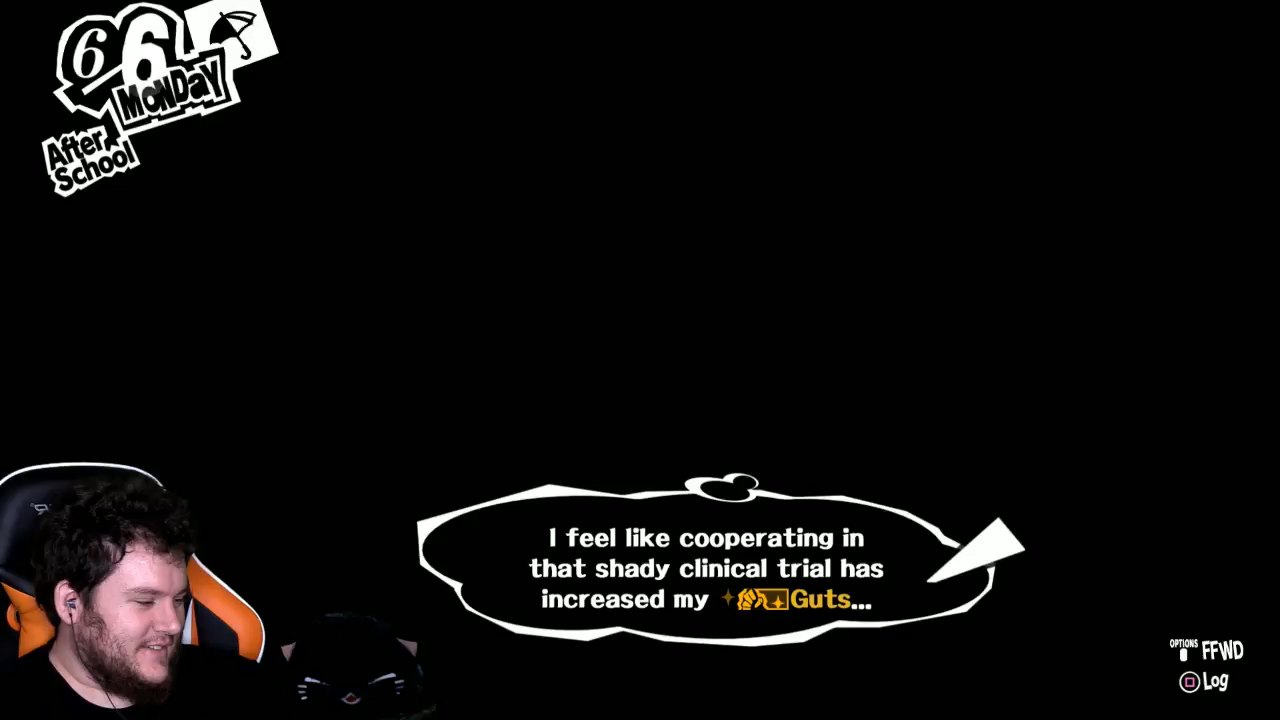 6/6
MonDaY
After
School
I feel like cooperating in
that shady clinical trial has
increased my Guts...
OPTIONS FFWD
Log